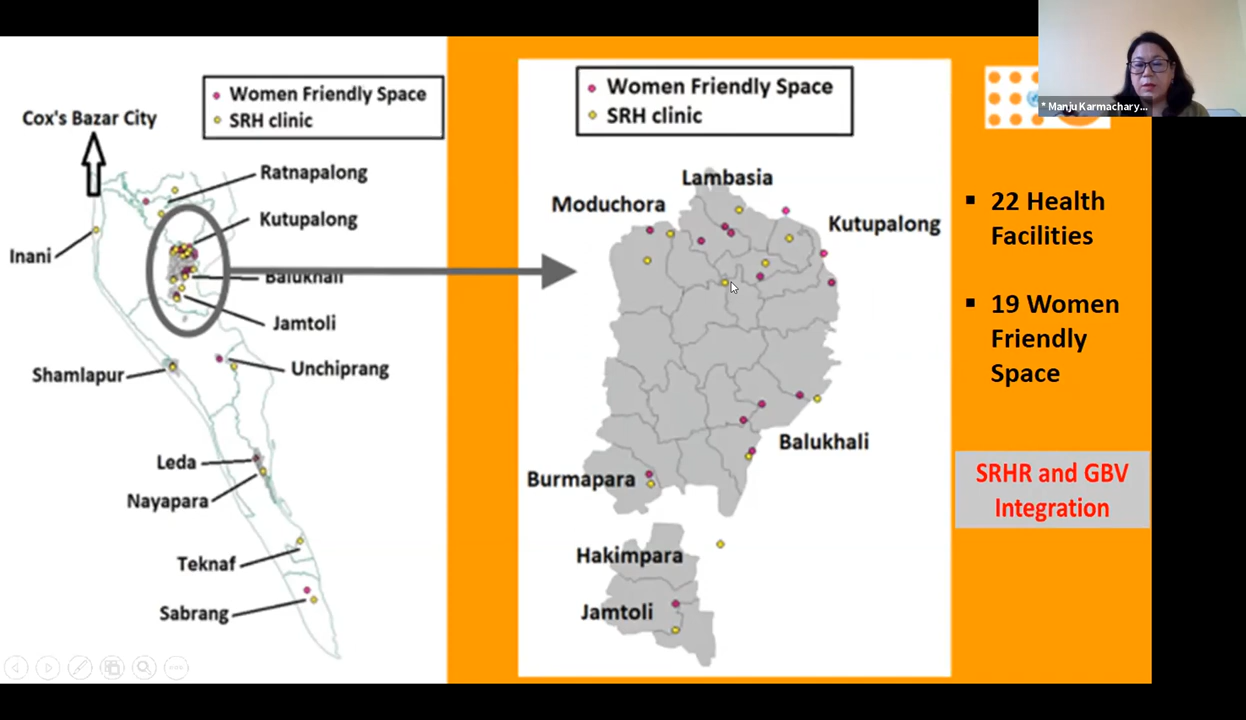 * Manju Karmachary...
Women Friendly Space
SRH clinic
Cox's Bazar City
Ratnapalong
Kutupalong
Inani
Balukhali
Jamtoli
Shamlapur
Unchiprang
Leda
Nayapara
Teknaf
Sabrang
Women Friendly Space
SRH clinic
Lambasia
Moduchora
Kutupalong
Balukhali
Burmapara
Hakimpara
Jamtoli
22 Health
Facilities
19 Women
Friendly
Space
SRHR and GBV
Integration